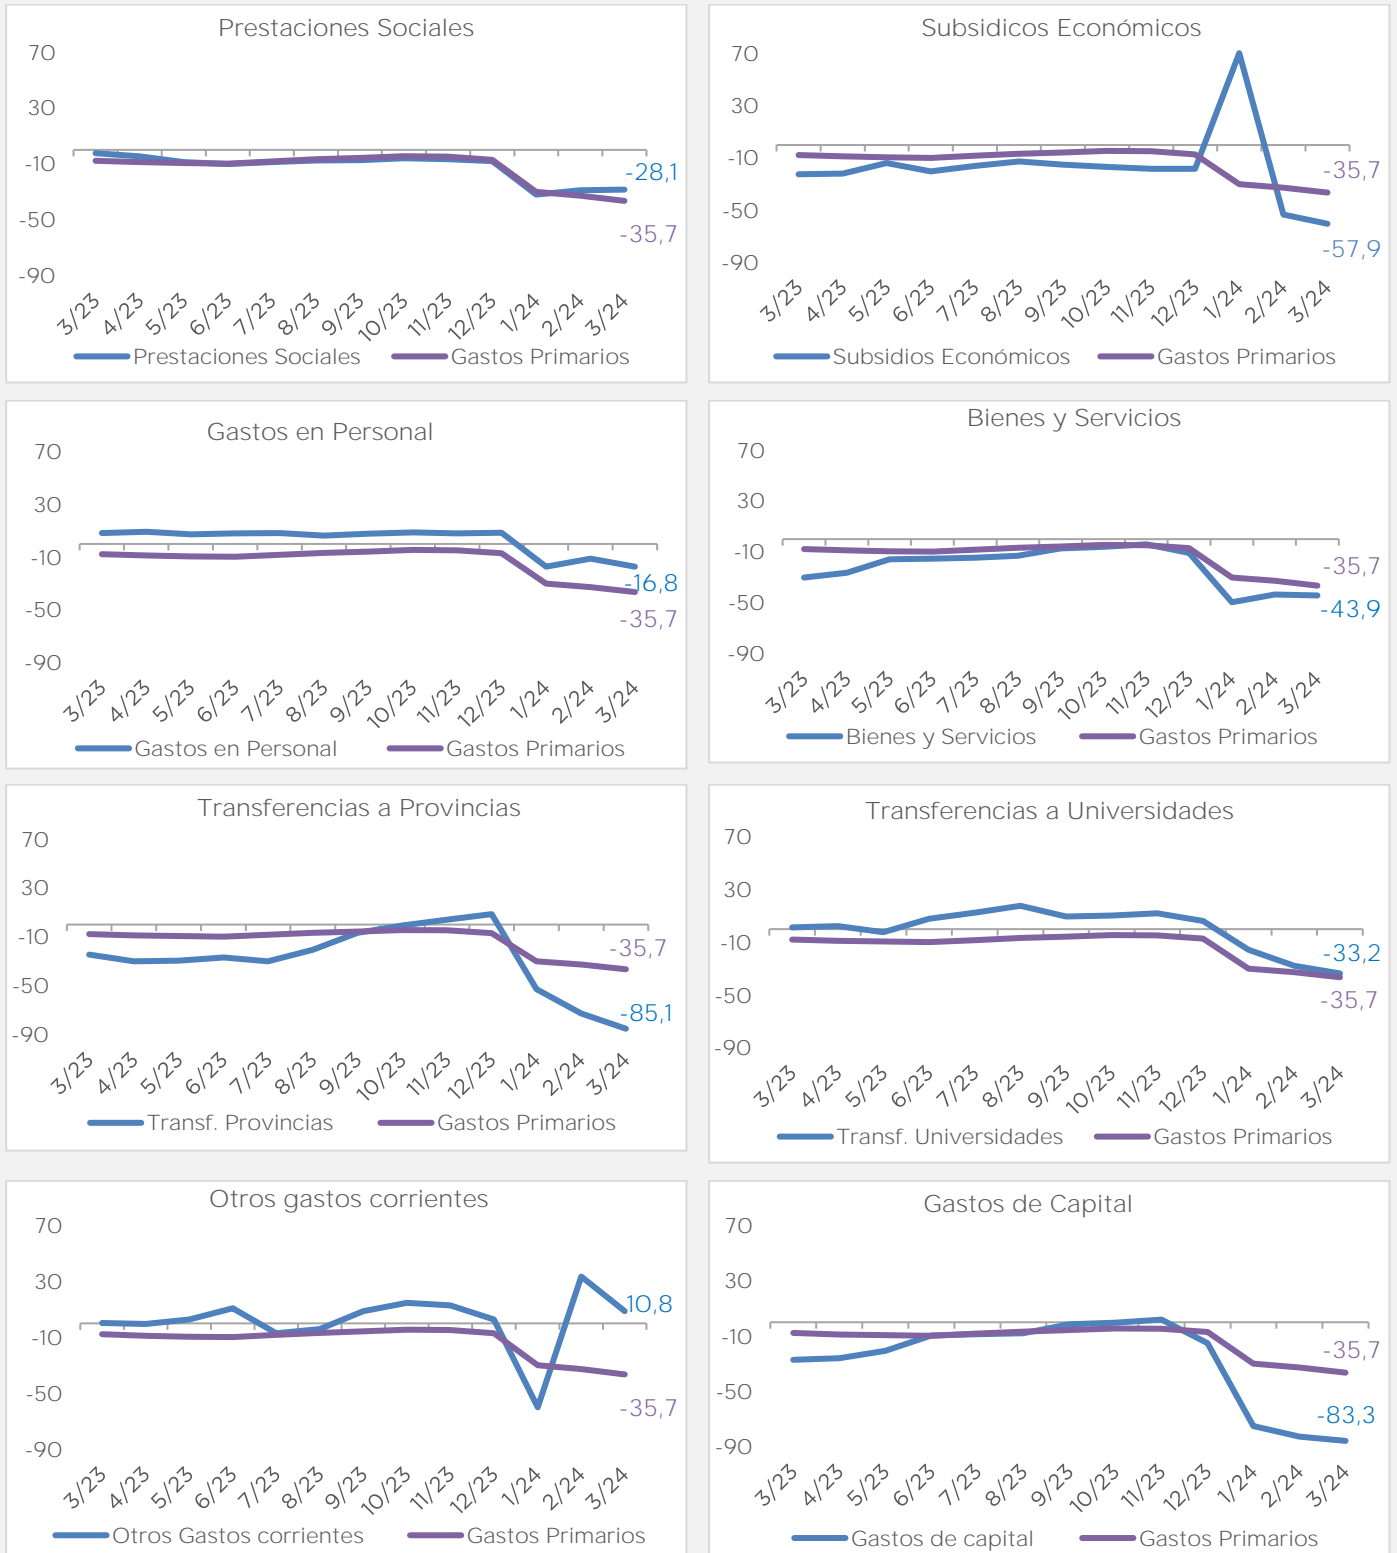 Prestaciones Sociales
70
30
-10
-50
-90
-28,1
-35,7
3/23 4/23 5/23 6/23 7/23 8/23 9/23 10/23 11/23 12/23 1/24 2/24 3/24
Prestaciones Sociales Gastos Primarios
Subsidicos Económicos
70
30
-10
-50
-90
-35,7
-57,9
3/23 4/23 5/23 6/23 7/23 8/23 9/23 10/23 11/23 12/23 1/24 2/24 3/24
Subsidios Económicos Gastos Primarios
Gastos en Personal
70
30
-10
-50
-90
-16,8
-35,7
3/23 4/23 5/23 6/23 7/23 8/23 9/23 10/23 11/23 12/23 1/24 2/24 3/24
Gastos en Personal Gastos Primarios
Bienes y Servicios
70
30
-10
-50
-90
-35,7
-43,9
3/23 4/23 5/23 6/23 7/23 8/23 9/23 10/23 11/23 12/23 1/24 2/24 3/24
Bienes y Servicios Gastos Primarios
Transferencias a Provincias
70
30
-10
-50
-90
-35,7
-85,1
3/23 4/23 5/23 6/23 7/23 8/23 9/23 10/23 11/23 12/23 1/24 2/24 3/24
Transf. Provincias Gastos Primarios
Transferencias a Universidades
70
30
-10
-50
-90
-33,2
-35,7
3/23 4/23 5/23 6/23 7/23 8/23 9/23 10/23 11/23 12/23 1/24 2/24 3/24
Transf. Universidades Gastos Primarios
Otros gastos corrientes
70
30
-10
-50
-90
10,8
-35,7
3/23 4/23 5/23 6/23 7/23 8/23 9/23 10/23 11/23 12/23 1/24 2/24 3/24
Otros Gastos corrientes Gastos Primarios
Gastos de Capital
70
30
-10
-50
-90
-35,7
-83,3
3/23 4/23 5/23 6/23 7/23 8/23 9/23 10/23 11/23 12/23 1/24 2/24 3/24
Gastos de capital Gastos Primarios